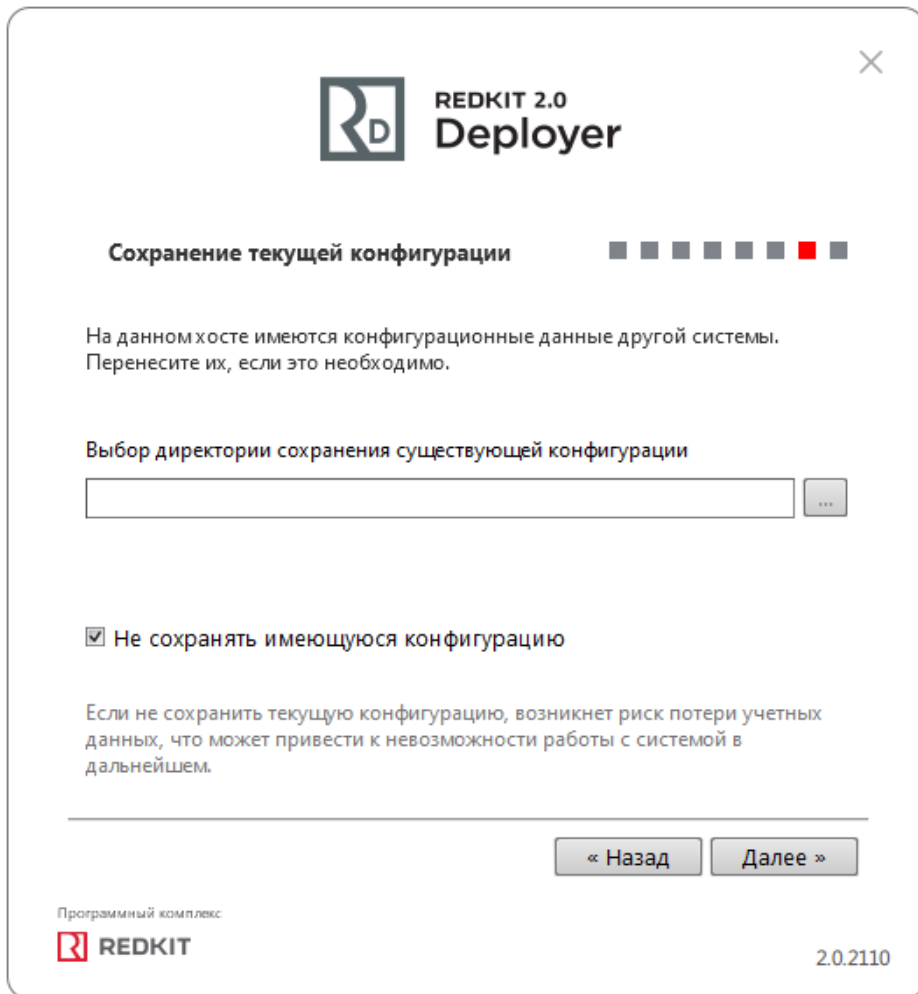 RD
REDKIT 2.0
Deployer
Сохранение текущей конфигурации
На данном хосте имеются конфигурационные данные другой системы.
Перенесите их, если это необходимо.
Выбор директории сохранения существующей конфигурации
...
Не сохранять имеющуюся конфигурацию
Если не сохранить текущую конфигурацию, возникнет риск потери учетных
данных, что может привести к невозможности работы с системой в
дальнейшем.
« Назад
Далее »
Программный комплекс
REDKIT
2.0.2110